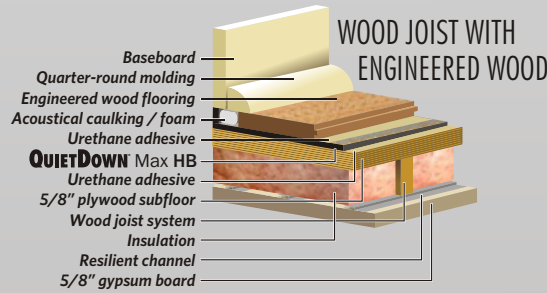 WOOD JOIST WITH
ENGINEERED WOOD
Baseboard
Quarter-round molding
Engineered wood flooring
Acoustical caulking / foam
Urethane adhesive
QUIETDOWN Max HB
Urethane adhesive
5/8" plywood subfloor
Wood joist system
Insulation
Resilient channel
5/8" gypsum board